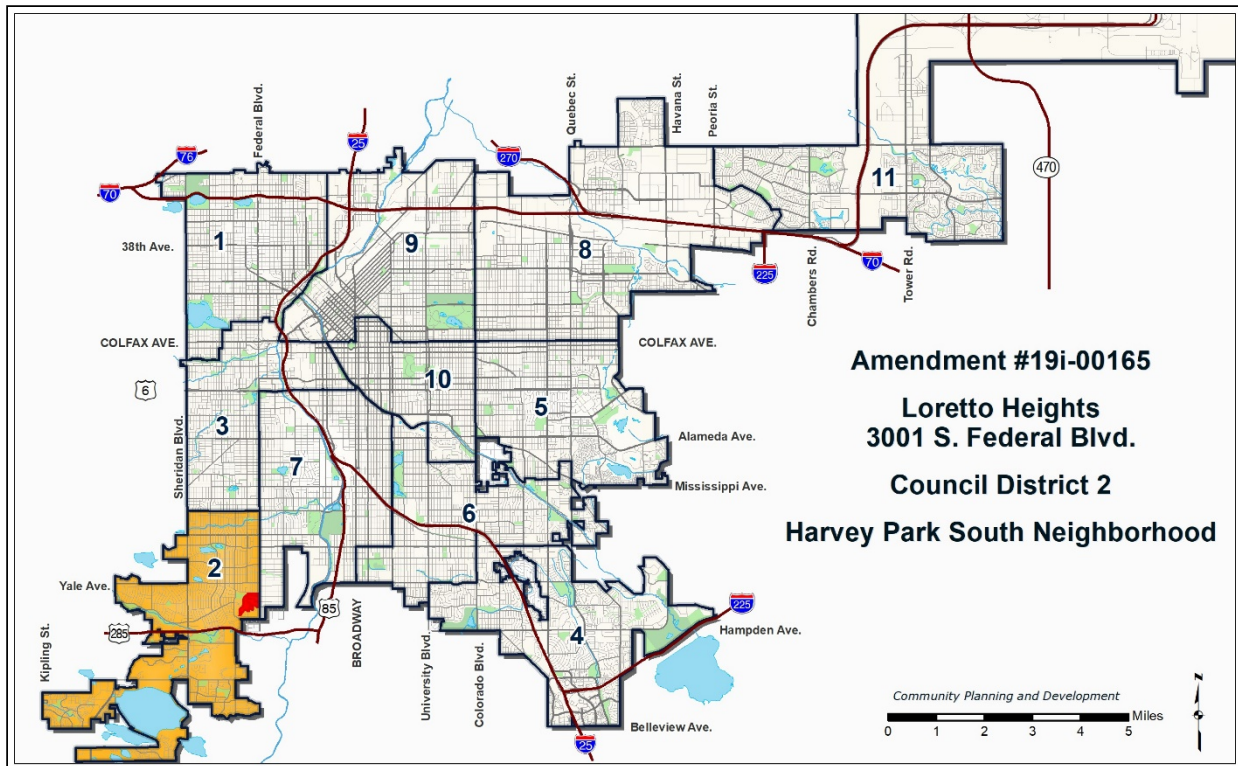 Federal Blvd.
Quebec St.
Havana St.
Peoria St.
76
25
270
70
470
38th Ave.
1
9
8
11
225
70
Chambers Rd.
Tower Rd.
COLFAX AVE.
COLFAX AVE.
6
10
5
3
Sheridan Blvd.
7
Alameda Ave.
Mississippi Ave.
6
2
Yale Ave.
85
285
BROADWAY
Kipling St.
University Blvd.
Colorado Blvd.
4
225
Hampden Ave.
Belleview Ave.
25
Amendment #19i-00165
Loretto Heights
3001 S. Federal Blvd.
Council District 2
Harvey Park South Neighborhood
Community Planning and Development
Miles
0 1 2 3 4 5
N